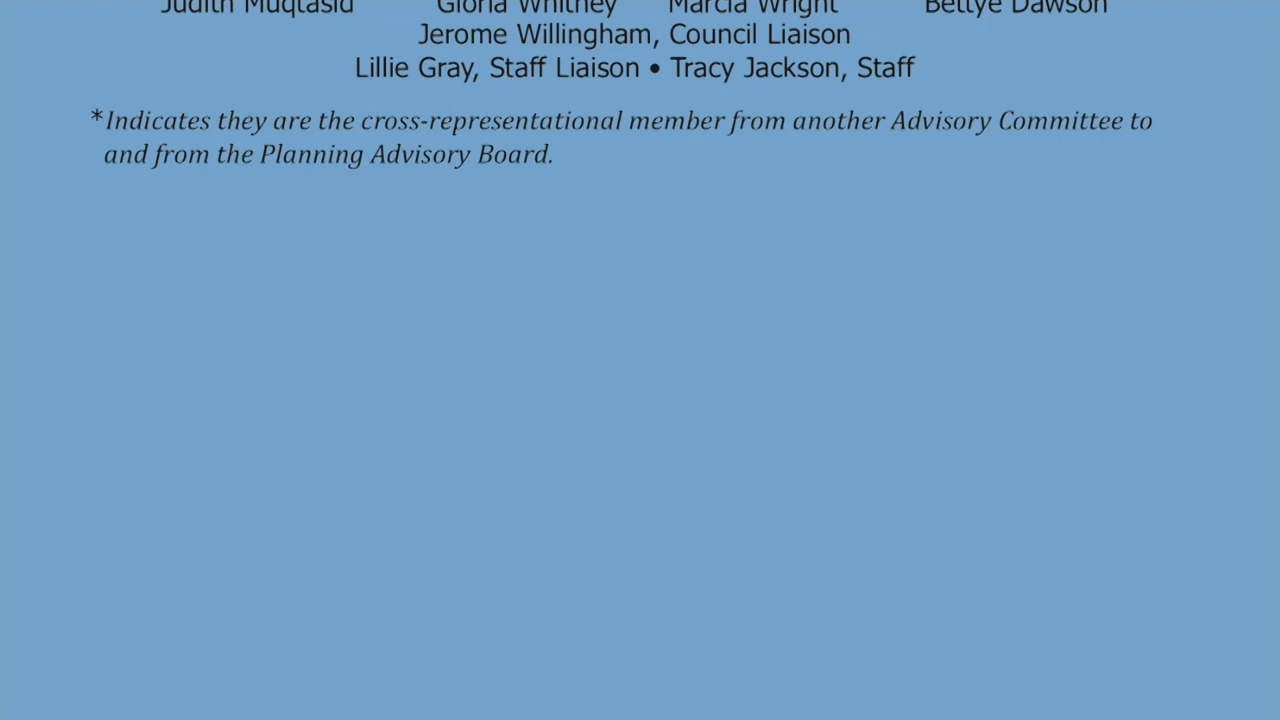 Judith Muqtasid Gloria Whitney Marcia Wright Bettye Dawson
Jerome Willingham, Council Liaison
Lillie Gray, Staff Liaison • Tracy Jackson, Staff
*Indicates they are the cross-representational member from another Advisory Committee to
and from the Planning Advisory Board.